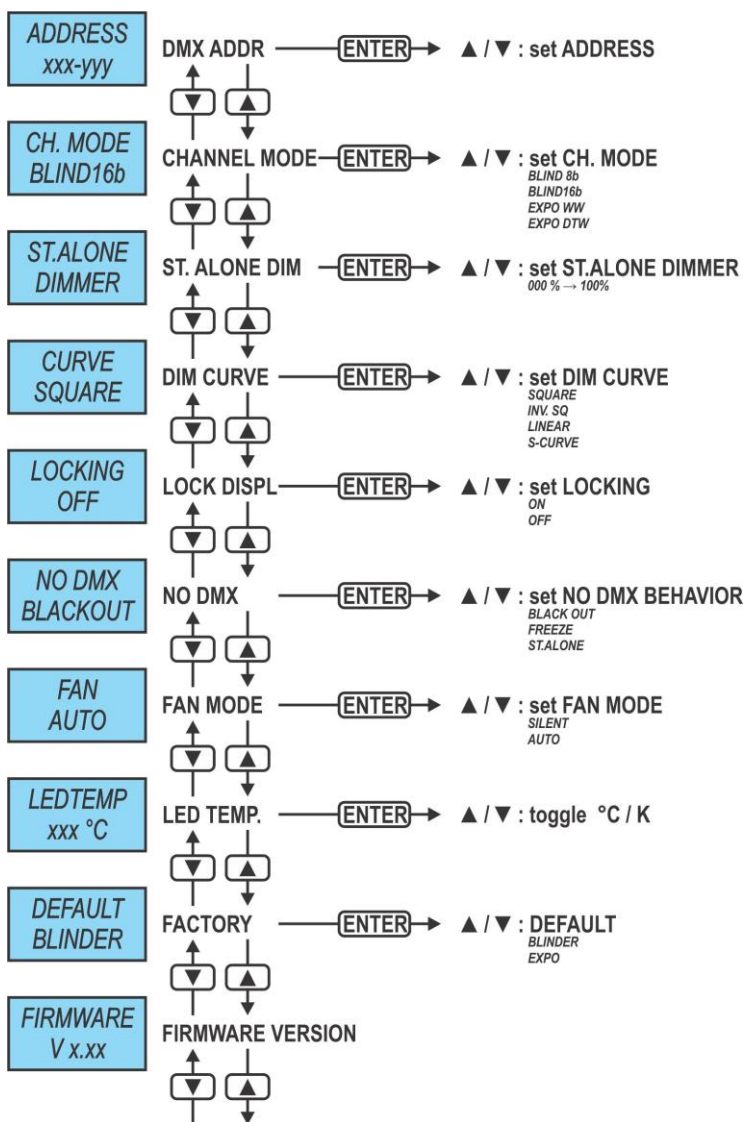 ADDRESS
xxx-yyy
DMX ADDR
ENTER
▲ / ▼ : set ADDRESS
▼ ▲
CH. MODE
BLIND16b
CHANNEL MODE
ENTER
▲ / ▼ : set CH. MODE
BLIND 8b
BLIND16b
EXPO WW
EXPO DTW
▼ ▲
ST.ALONE
DIMMER
ST. ALONE DIM
ENTER
▲ / ▼ : set ST.ALONE DIMMER
000 % → 100%
▼ ▲
CURVE
SQUARE
DIM CURVE
ENTER
▲ / ▼ : set DIM CURVE
SQUARE
INV. SQ
LINEAR
S-CURVE
▼ ▲
LOCKING
OFF
LOCK DISPL
ENTER
▲ / ▼ : set LOCKING
ON
OFF
▼ ▲
NO DMX
BLACKOUT
NO DMX
ENTER
▲ / ▼ : set NO DMX BEHAVIOR
BLACK OUT
FREEZE
ST.ALONE
▼ ▲
FAN
AUTO
FAN MODE
ENTER
▲ / ▼ : set FAN MODE
SILENT
AUTO
▼ ▲
LEDTEMP
xxx °C
LED TEMP.
ENTER
▲ / ▼ : toggle °C / K
▼ ▲
DEFAULT
BLINDER
FACTORY
ENTER
▲ / ▼ : DEFAULT
BLINDER
EXPO
▼ ▲
FIRMWARE
V x.xx
FIRMWARE VERSION
▼ ▲